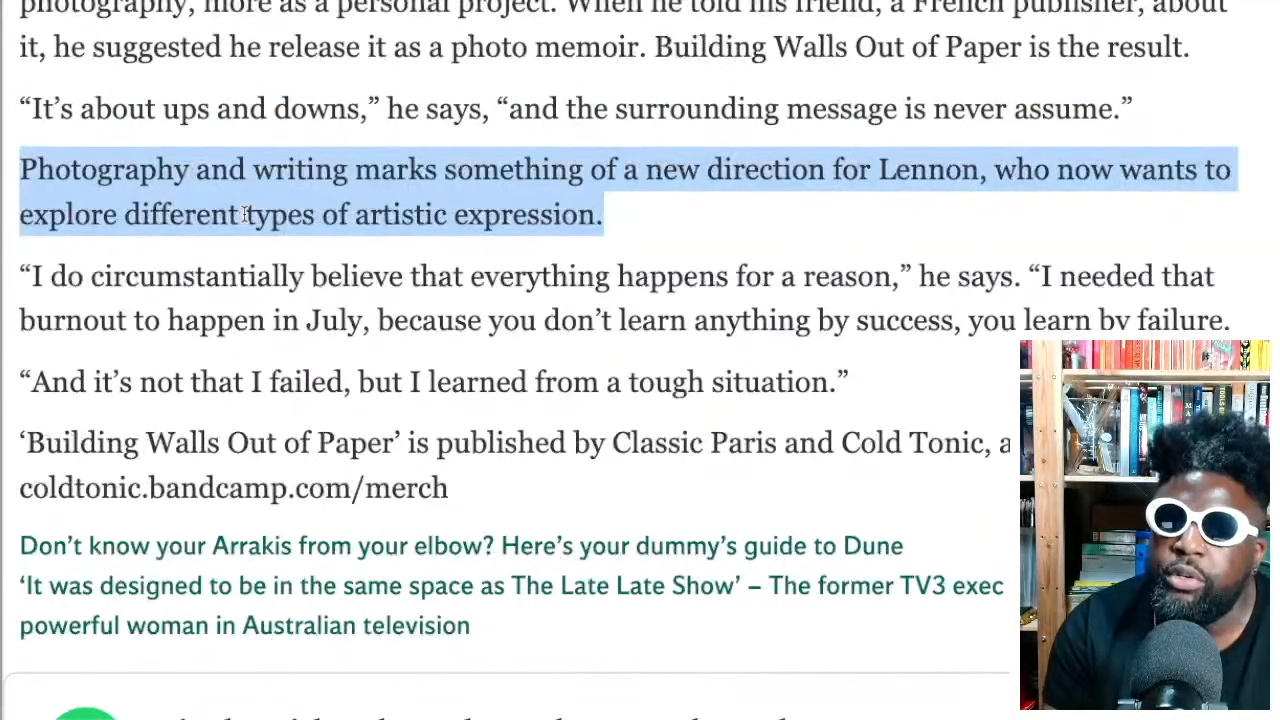 photography, more as a personal project. When he told his friend, a French publisher, about
it, he suggested he release it as a photo memoir. Building Walls Out of Paper is the result.
“It’s about ups and downs,” he says, “and the surrounding message is never assume.”
Photography and writing marks something of a new direction for Lennon, who now wants to
explore different types of artistic expression.
“I do circumstantially believe that everything happens for a reason,” he says. “I needed that
burnout to happen in July, because you don’t learn anything by success, you learn by failure.
“And it’s not that I failed, but I learned from a tough situation.”
‘Building Walls Out of Paper’ is published by Classic Paris and Cold Tonic, a
coldtonic.bandcamp.com/merch
Don’t know your Arrakis from your elbow? Here’s your dummy’s guide to Dune
‘It was designed to be in the same space as The Late Late Show’ – The former TV3 exec
powerful woman in Australian television